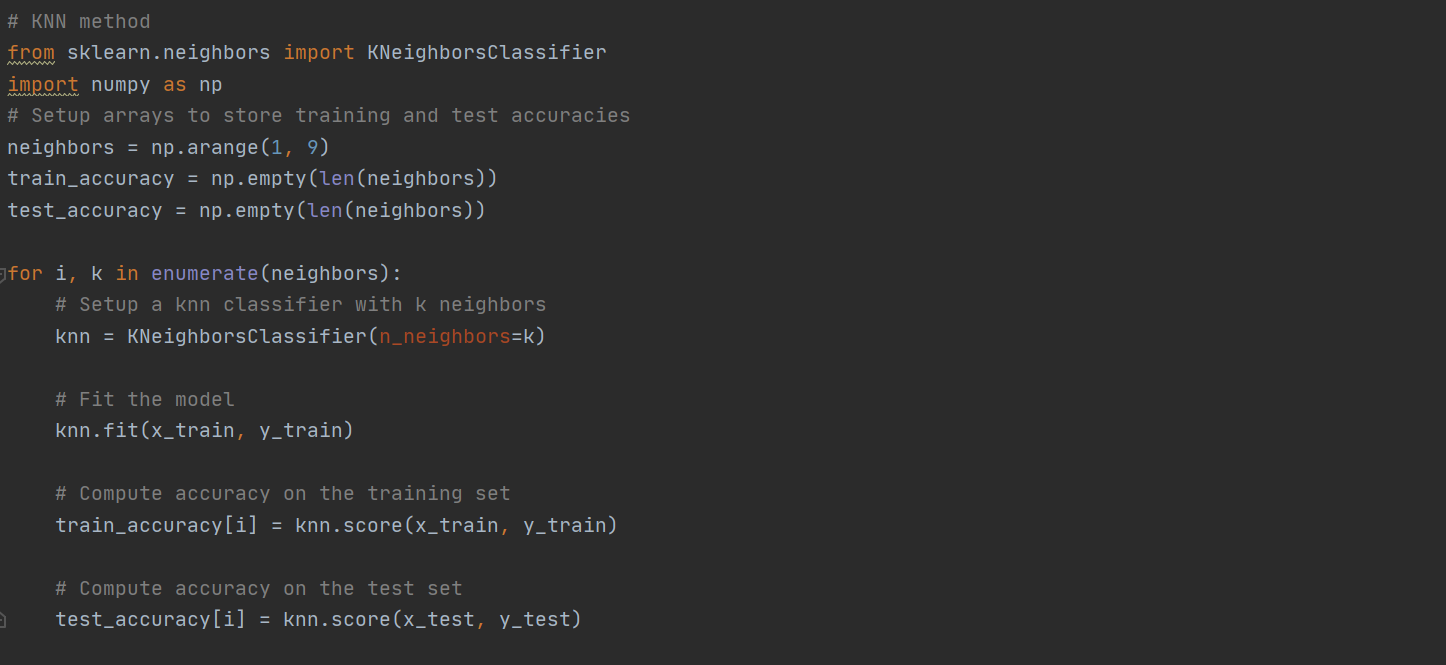 # KNN method
from sklearn.neighbors import KNeighborsClassifier
import numpy as np
# Setup arrays to store training and test accuracies
neighbors = np.arange(1, 9)
train_accuracy = np.empty(len(neighbors))
test_accuracy = np.empty(len(neighbors))
for i, k in enumerate(neighbors):
    # Setup a knn classifier with k neighbors
    knn = KNeighborsClassifier(n_neighbors=k)
    # Fit the model
    knn.fit(x_train, y_train)
    # Compute accuracy on the training set
    train_accuracy[i] = knn.score(x_train, y_train)
    # Compute accuracy on the test set
    test_accuracy[i] = knn.score(x_test, y_test)